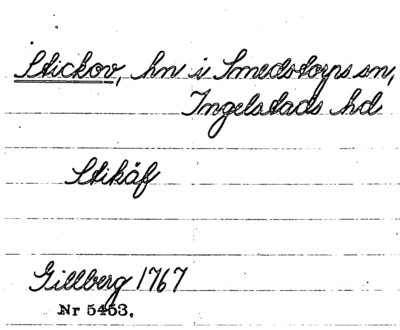 Stickov, hn i Smedstorps sn,
Ingelstads hd
Stikåf
Gillberg 1767
Nr 5453.